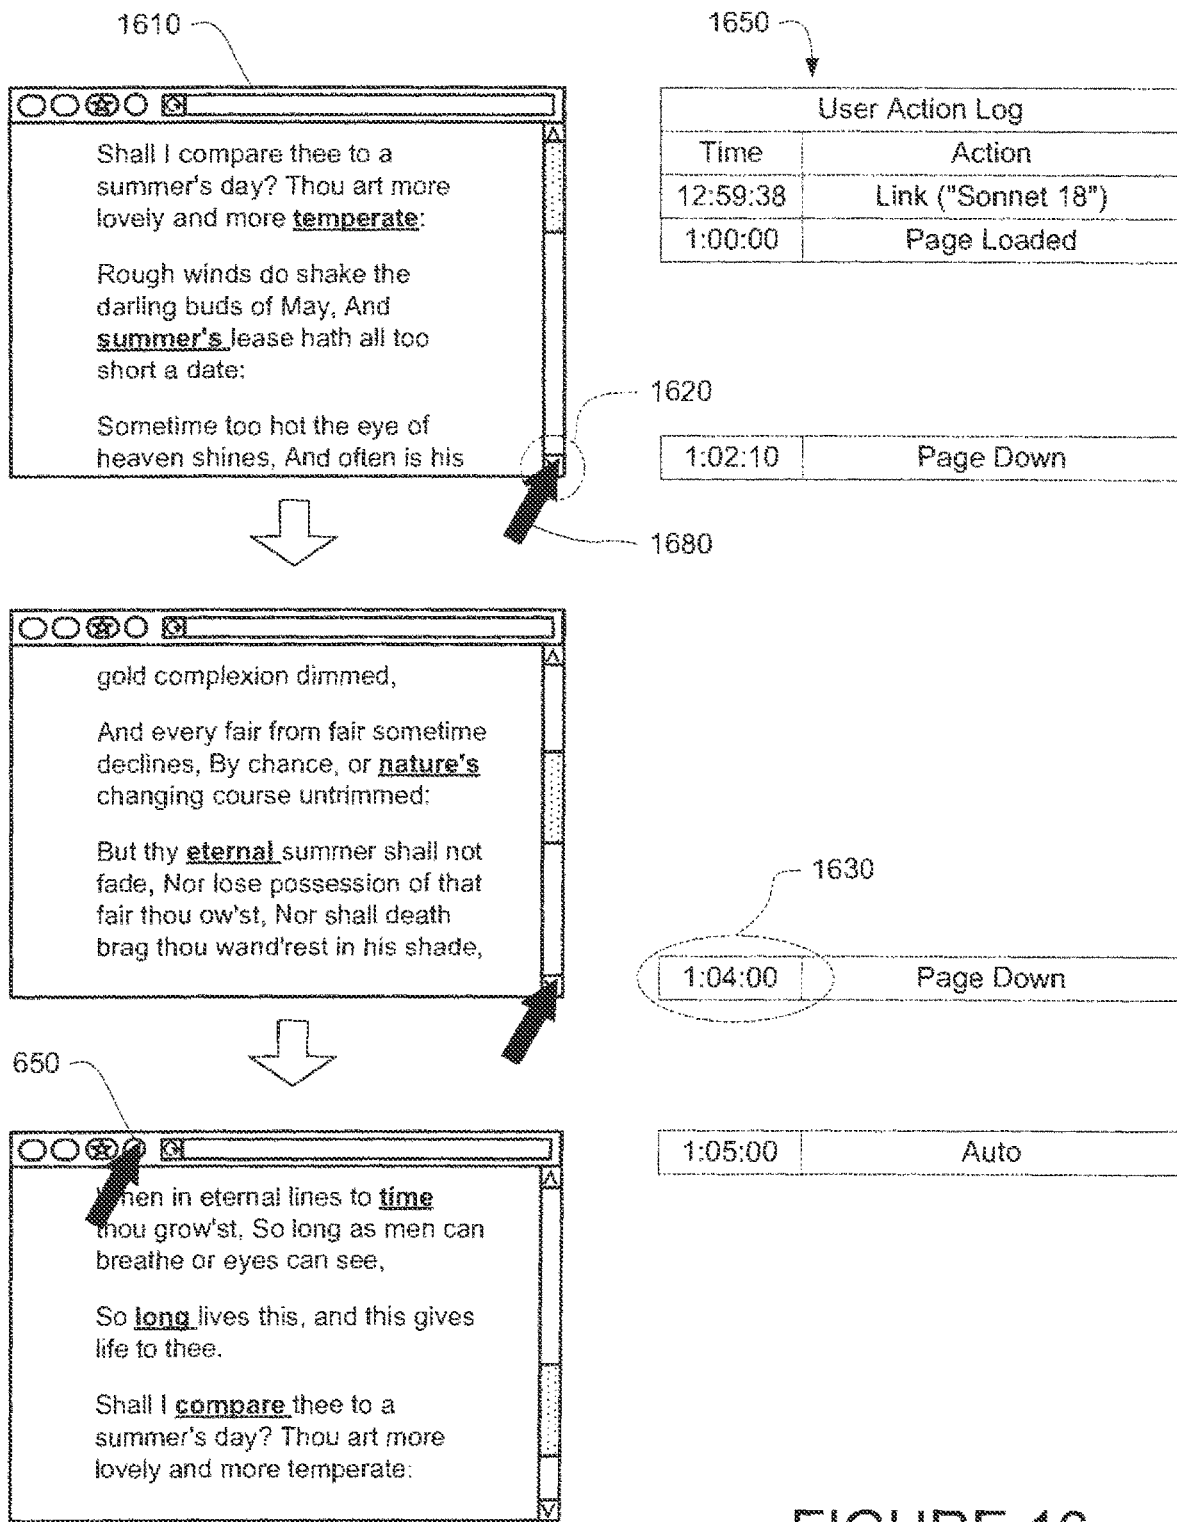 1610
1650
Shall I compare thee to a
summer's day? Thou art more
lovely and more temperate:
Rough winds do shake the
darling buds of May, And
summer's lease hath all too
short a date:
Sometime too hot the eye of
heaven shines, And often is his
User Action Log
Time Action
12:59:38 Link ("Sonnet 18")
1:00:00 Page Loaded
1620
1:02:10 Page Down
1680
gold complexion dimmed,
And every fair from fair sometime
declines, By chance, or nature's
changing course untrimmed:
But thy eternal summer shall not
fade, Nor lose possession of that
fair thou ow'st, Nor shall death
brag thou wand'rest in his shade,
1630
1:04:00 Page Down
650
When in eternal lines to time
thou grow'st, So long as men can
breathe or eyes can see,
So long lives this, and this gives
life to thee.
Shall I compare thee to a
summer's day? Thou art more
lovely and more temperate:
1:05:00 Auto